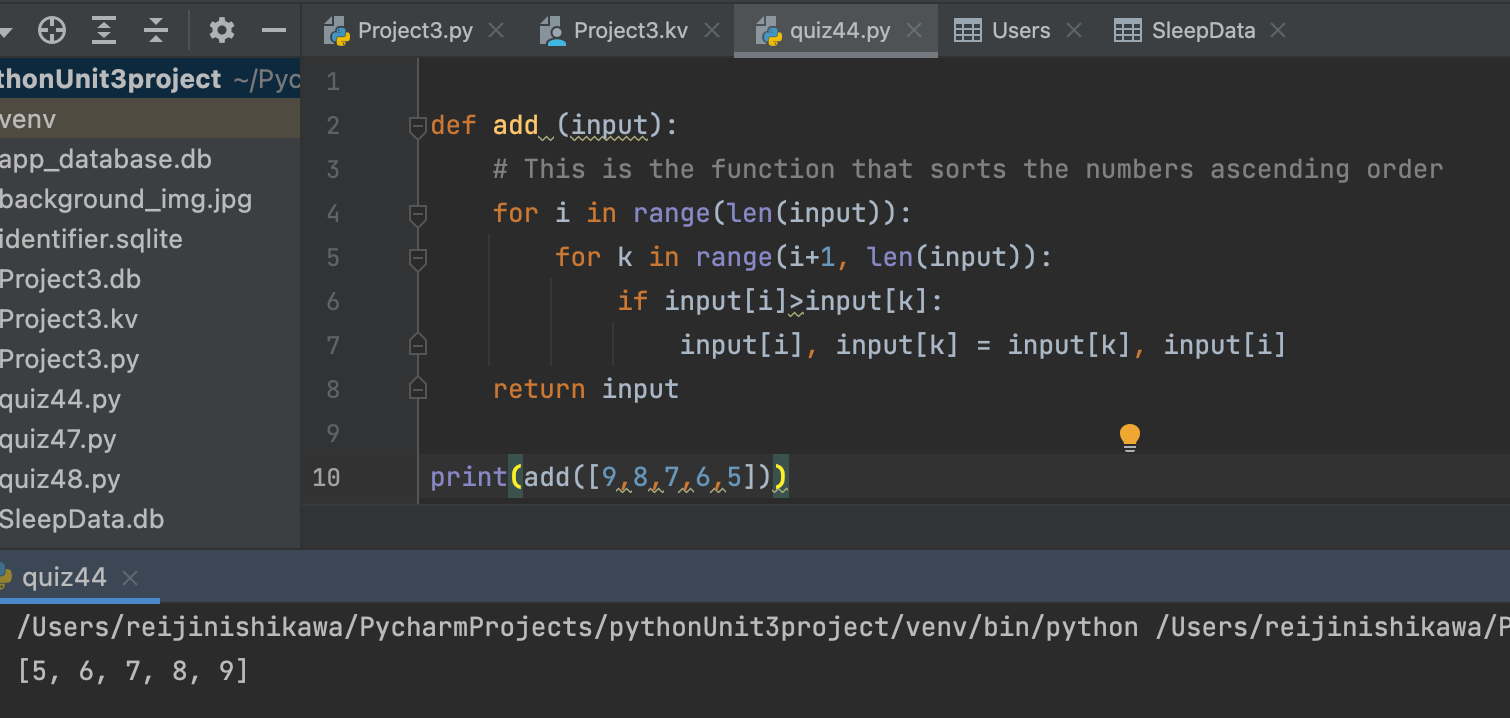 Project3.py Project3.kv quiz44.py Users SleepData
thonUnit3project ~/Pyc
venv
app_database.db
background_img.jpg
identifier.sqlite
Project3.db
Project3.kv
Project3.py
quiz44.py
quiz47.py
quiz48.py
SleepData.db
1
2 def add (input):
3 # This is the function that sorts the numbers ascending order
4 for i in range(len(input)):
5 for k in range(i+1, len(input)):
6 if input[i]>input[k]:
7 input[i], input[k] = input[k], input[i]
8 return input
9
10 print(add([9,8,7,6,5]))
quiz44
/Users/reijinishikawa/PycharmProjects/pythonUnit3project/venv/bin/python /Users/reijinishikawa/P
[5, 6, 7, 8, 9]